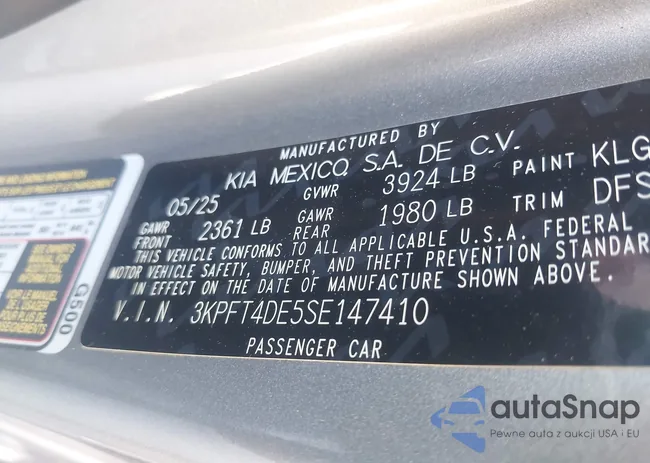 MANUFACTURED BY
KIA MEXICO, S.A. DE C.V.
05/25 GVWR 3924 LB PAINT KLG
GAWR FRONT 2361 LB GAWR REAR 1980 LB TRIM DFS
THIS VEHICLE CONFORMS TO ALL APPLICABLE U.S.A. FEDERAL
MOTOR VEHICLE SAFETY, BUMPER, AND THEFT PREVENTION STANDAR
IN EFFECT ON THE DATE OF MANUFACTURE SHOWN ABOVE.
V.I.N. 3KPFT4DE5SE147410
PASSENGER CAR
G500
autaSnap
Pewne auta z aukcji USA i EU